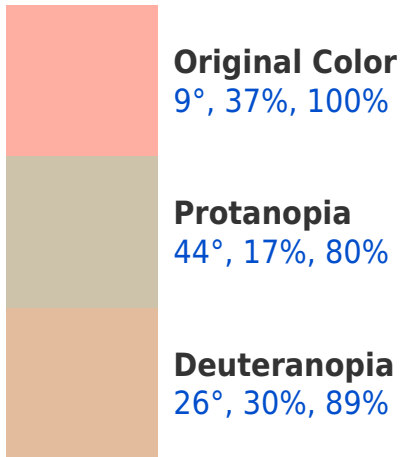 Original Color
9°, 37%, 100%
Protanopia
44°, 17%, 80%
Deuteranopia
26°, 30%, 89%